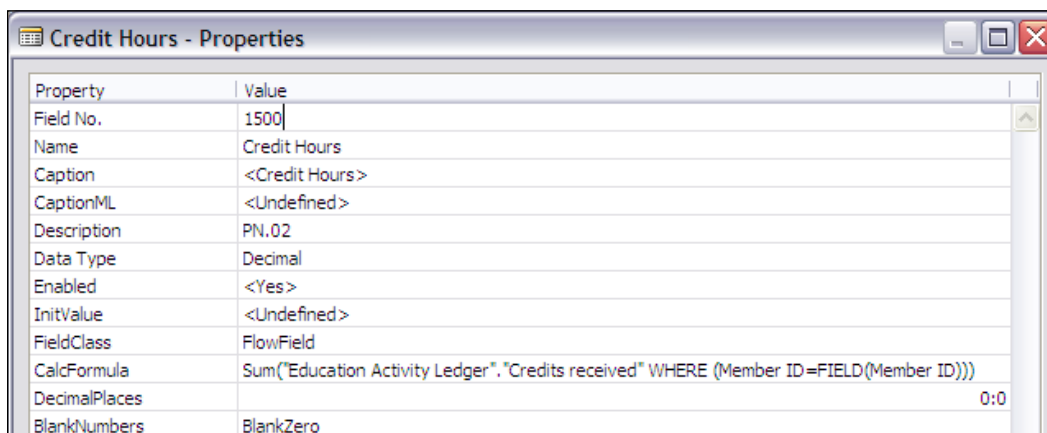 Credit Hours - Properties
Property Value
Field No. 1500
Name Credit Hours
Caption <Credit Hours>
CaptionML <Undefined>
Description PN.02
Data Type Decimal
Enabled <Yes>
InitValue <Undefined>
FieldClass FlowField
CalcFormula Sum("Education Activity Ledger"."Credits received" WHERE (Member ID=FIELD(Member ID)))
DecimalPlaces 0:0
BlankNumbers BlankZero